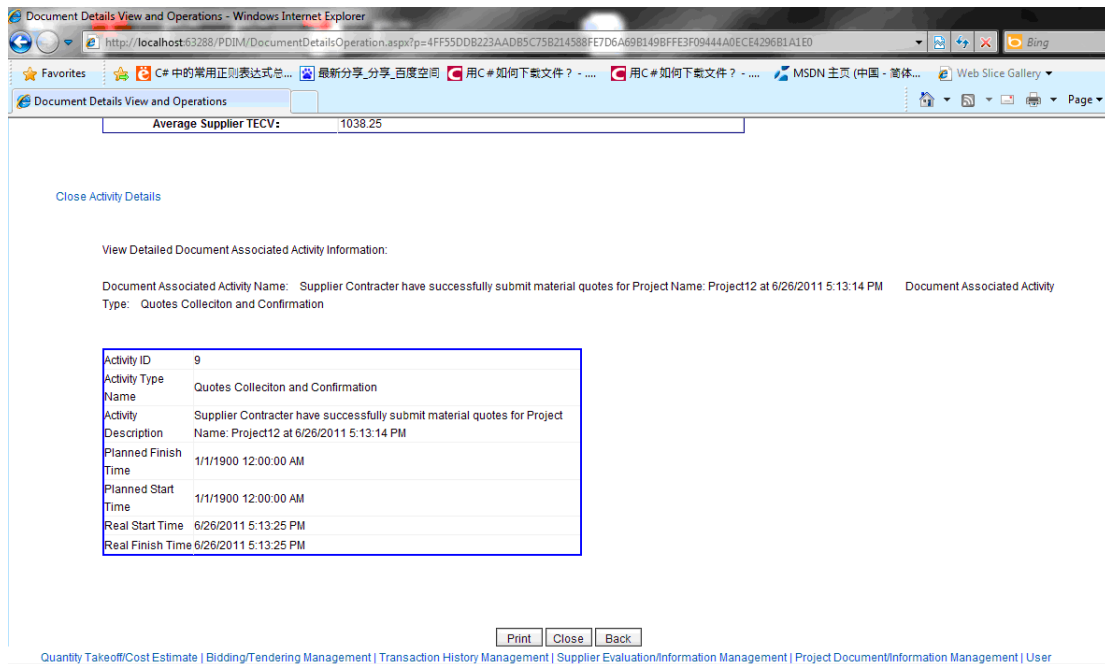 Document Details View and Operations - Windows Internet Explorer
http://localhost:63288/PDIM/DocumentDetailsOperation.aspx?p=4FF55DDB223AADB5C75B214588FE7D6A69B149BFFE3F09444A0ECE4296B1A1E0 Bing
Favorites C# 中的常用正则表达式总... 最新分享_分享_百度空间 用C#如何下载文件？- .... 用C#如何下载文件？- .... MSDN 主页 (中国 - 简体... Web Slice Gallery
Document Details View and Operations Page
Average Supplier TECV: 1038.25
Close Activity Details
View Detailed Document Associated Activity Information:
Document Associated Activity Name: Supplier Contracter have successfully submit material quotes for Project Name: Project12 at 6/26/2011 5:13:14 PM Document Associated Activity
Type: Quotes Colleciton and Confirmation
Activity ID 9
Activity Type
Name
Quotes Colleciton and Confirmation
Activity
Description
Supplier Contracter have successfully submit material quotes for Project
Name: Project12 at 6/26/2011 5:13:14 PM
Planned Finish
Time
1/1/1900 12:00:00 AM
Planned Start
Time
1/1/1900 12:00:00 AM
Real Start Time 6/26/2011 5:13:25 PM
Real Finish Time 6/26/2011 5:13:25 PM
Print Close Back
Quantity Takeoff/Cost Estimate | Bidding/Tendering Management | Transaction History Management | Supplier Evaluation/Information Management | Project Document/Information Management | User